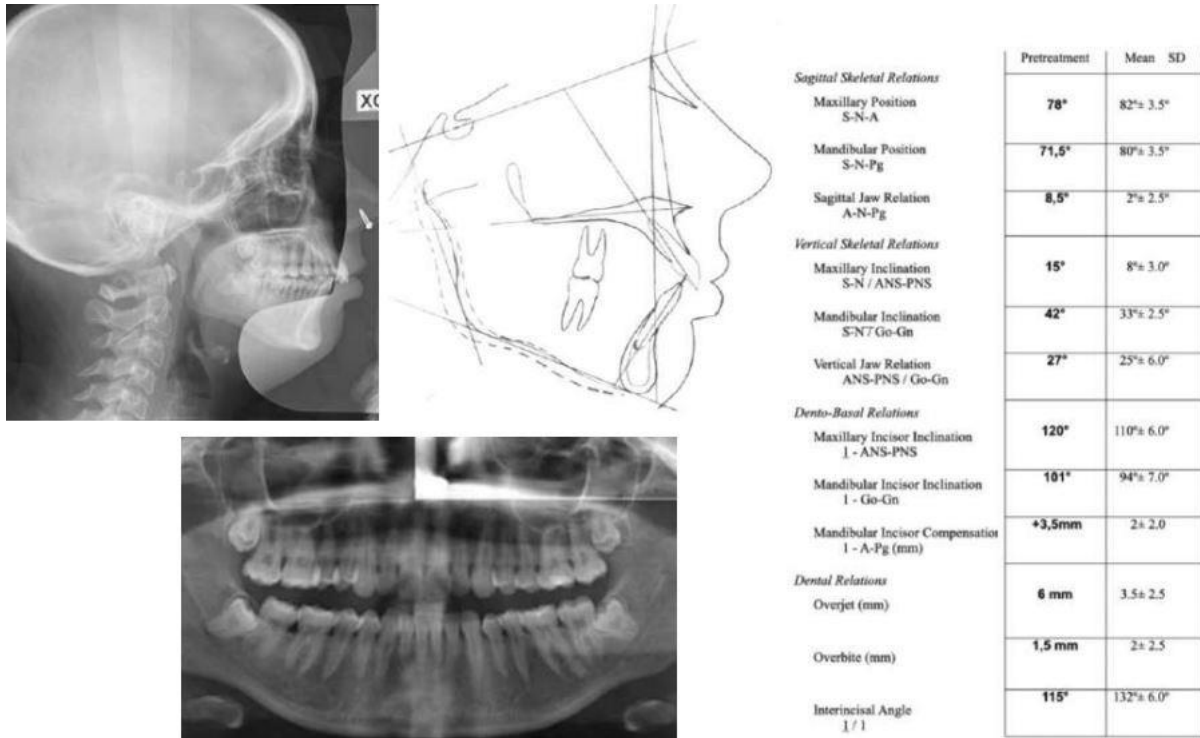 XC
Pretreatment Mean SD
Sagittal Skeletal Relations
Maxillary Position 78° 82°± 3.5°
S-N-A
Mandibular Position 71,5° 80°± 3.5°
S-N-Pg
Sagittal Jaw Relation 8,5° 2°± 2.5°
A-N-Pg
Vertical Skeletal Relations
Maxillary Inclination 15° 8°± 3.0°
S-N / ANS-PNS
Mandibular Inclination 42° 33°± 2.5°
S-N / Go-Gn
Vertical Jaw Relation 27° 25°± 6.0°
ANS-PNS / Go-Gn
Dento-Basal Relations
Maxillary Incisor Inclination 120° 110°± 6.0°
1 - ANS-PNS
Mandibular Incisor Inclination 101° 94°± 7.0°
1 - Go-Gn
Mandibular Incisor Compensation +3,5mm 2± 2.0
1 - A-Pg (mm)
Dental Relations
Overjet (mm) 6 mm 3.5± 2.5
Overbite (mm) 1,5 mm 2± 2.5
Interincisal Angle 115° 132°± 6.0°
1 / 1